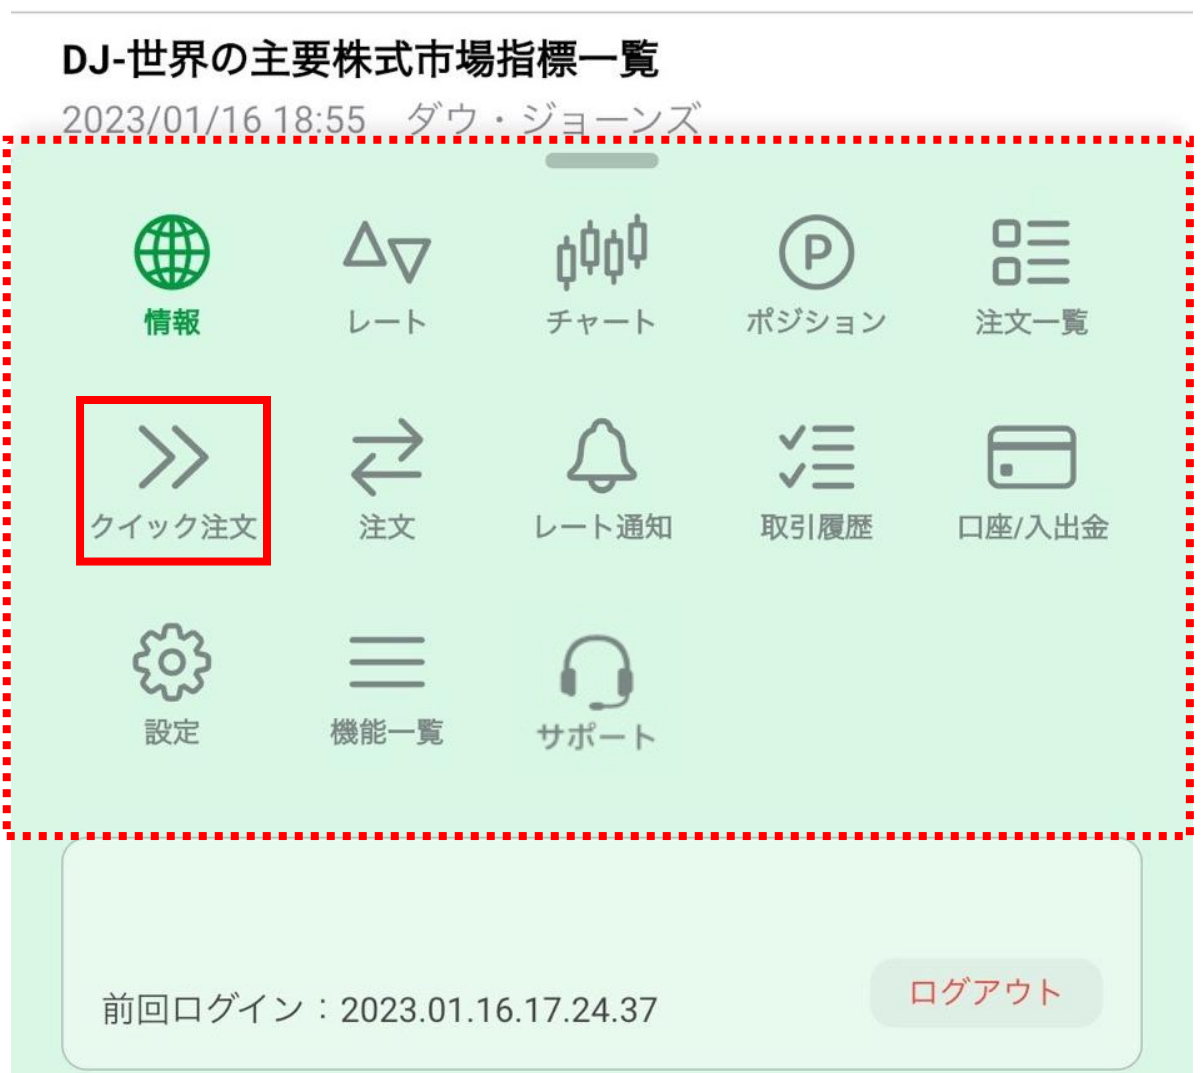 DJ-世界の主要株式市場指標一覧
2023/01/16 18:55 ダウ・ジョーンズ
情報 レート チャート ポジション 注文一覧
クイック注文 注文 レート通知 取引履歴 口座/入出金
設定 機能一覧 サポート
前回ログイン：2023.01.16.17.24.37 ログアウト